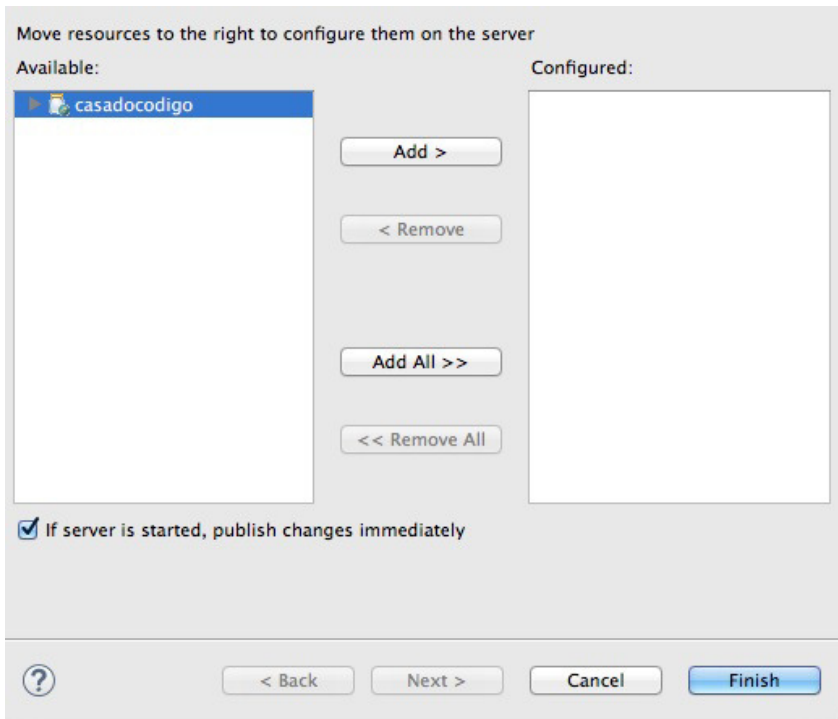 Move resources to the right to configure them on the server
Available:
Configured:
casadocodigo
Add >
< Remove
Add All >>
<< Remove All
If server is started, publish changes immediately
?
< Back
Next >
Cancel
Finish